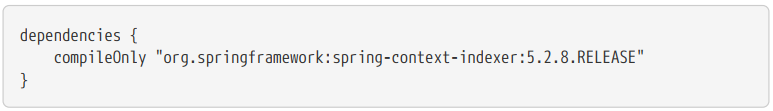 dependencies {
    compileOnly "org.springframework:spring-context-indexer:5.2.8.RELEASE"
}